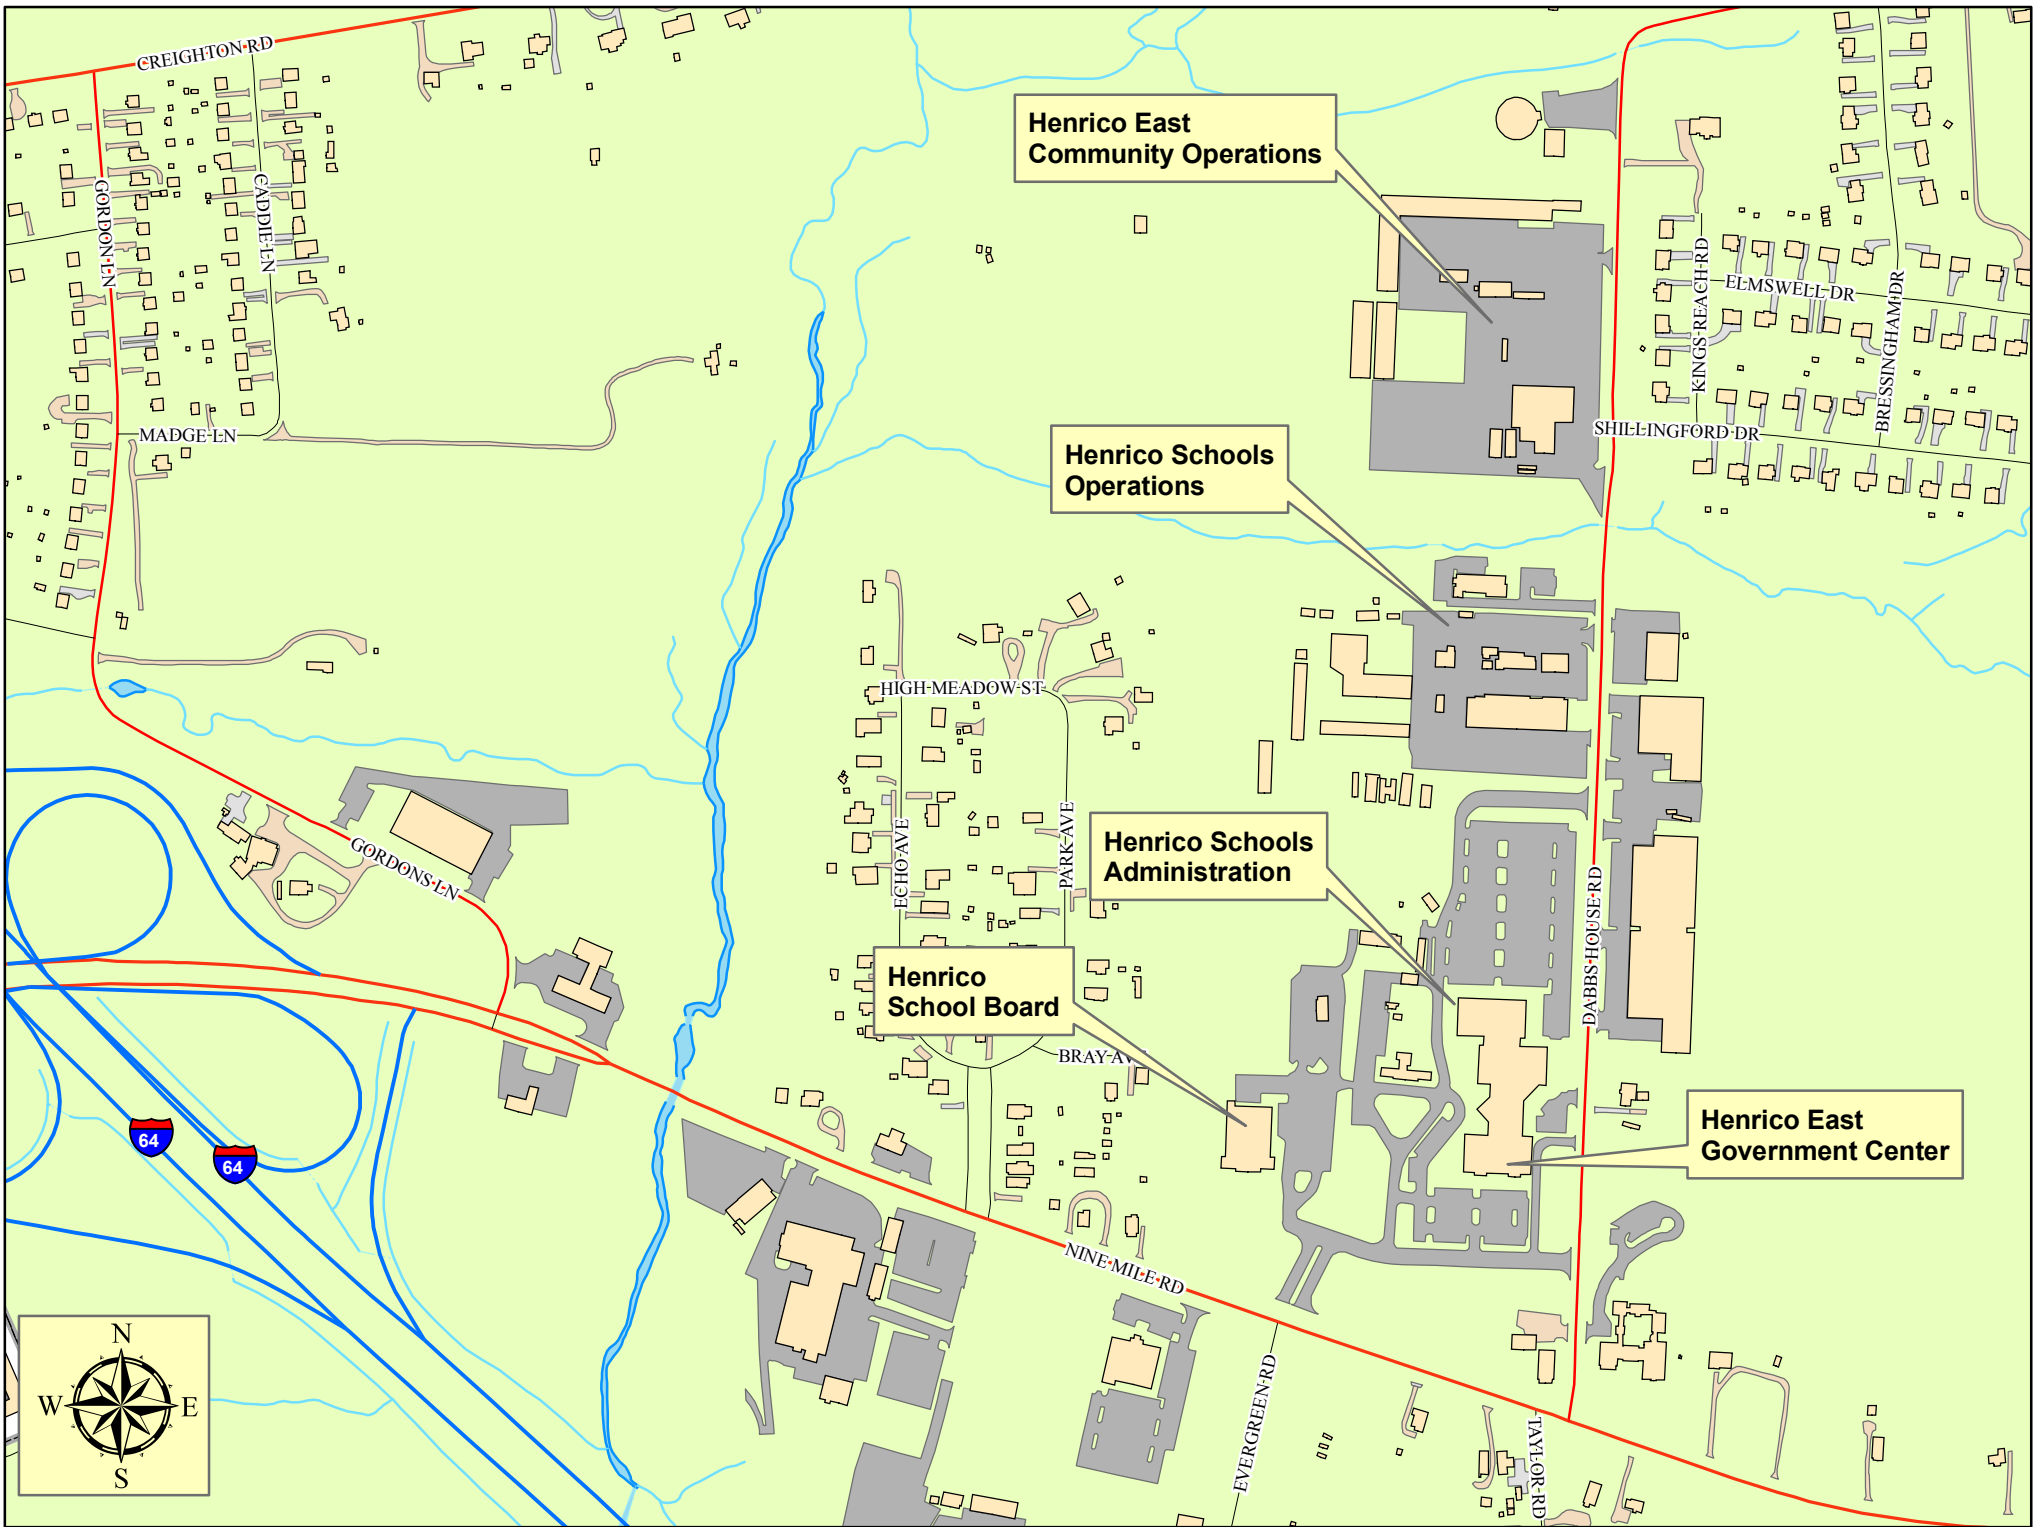 CREIGHTON RD
GORDON LN
CADDIE LN
MADGE LN
Henrico East
Community Operations
KINGS REACH RD
ELMSWELL DR
BRESSINGHAM DR
SHILLINGFORD DR
Henrico Schools
Operations
HIGH MEADOW ST
ECHO AVE
PARK AVE
GORDONS LN
Henrico Schools
Administration
DABBS HOUSE RD
Henrico
School Board
BRAY AV
Henrico East
Government Center
64
64
NINE MILE RD
EVERGREEN RD
TAYLOR RD
N
W
E
S